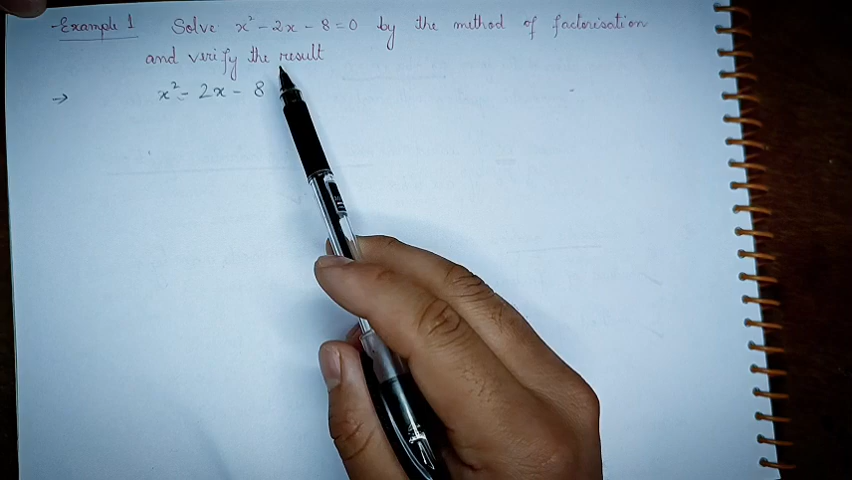 Example 1 Solve x² - 2x - 8 = 0 by the method of factorisation
and verify the result
→ x² - 2x - 8